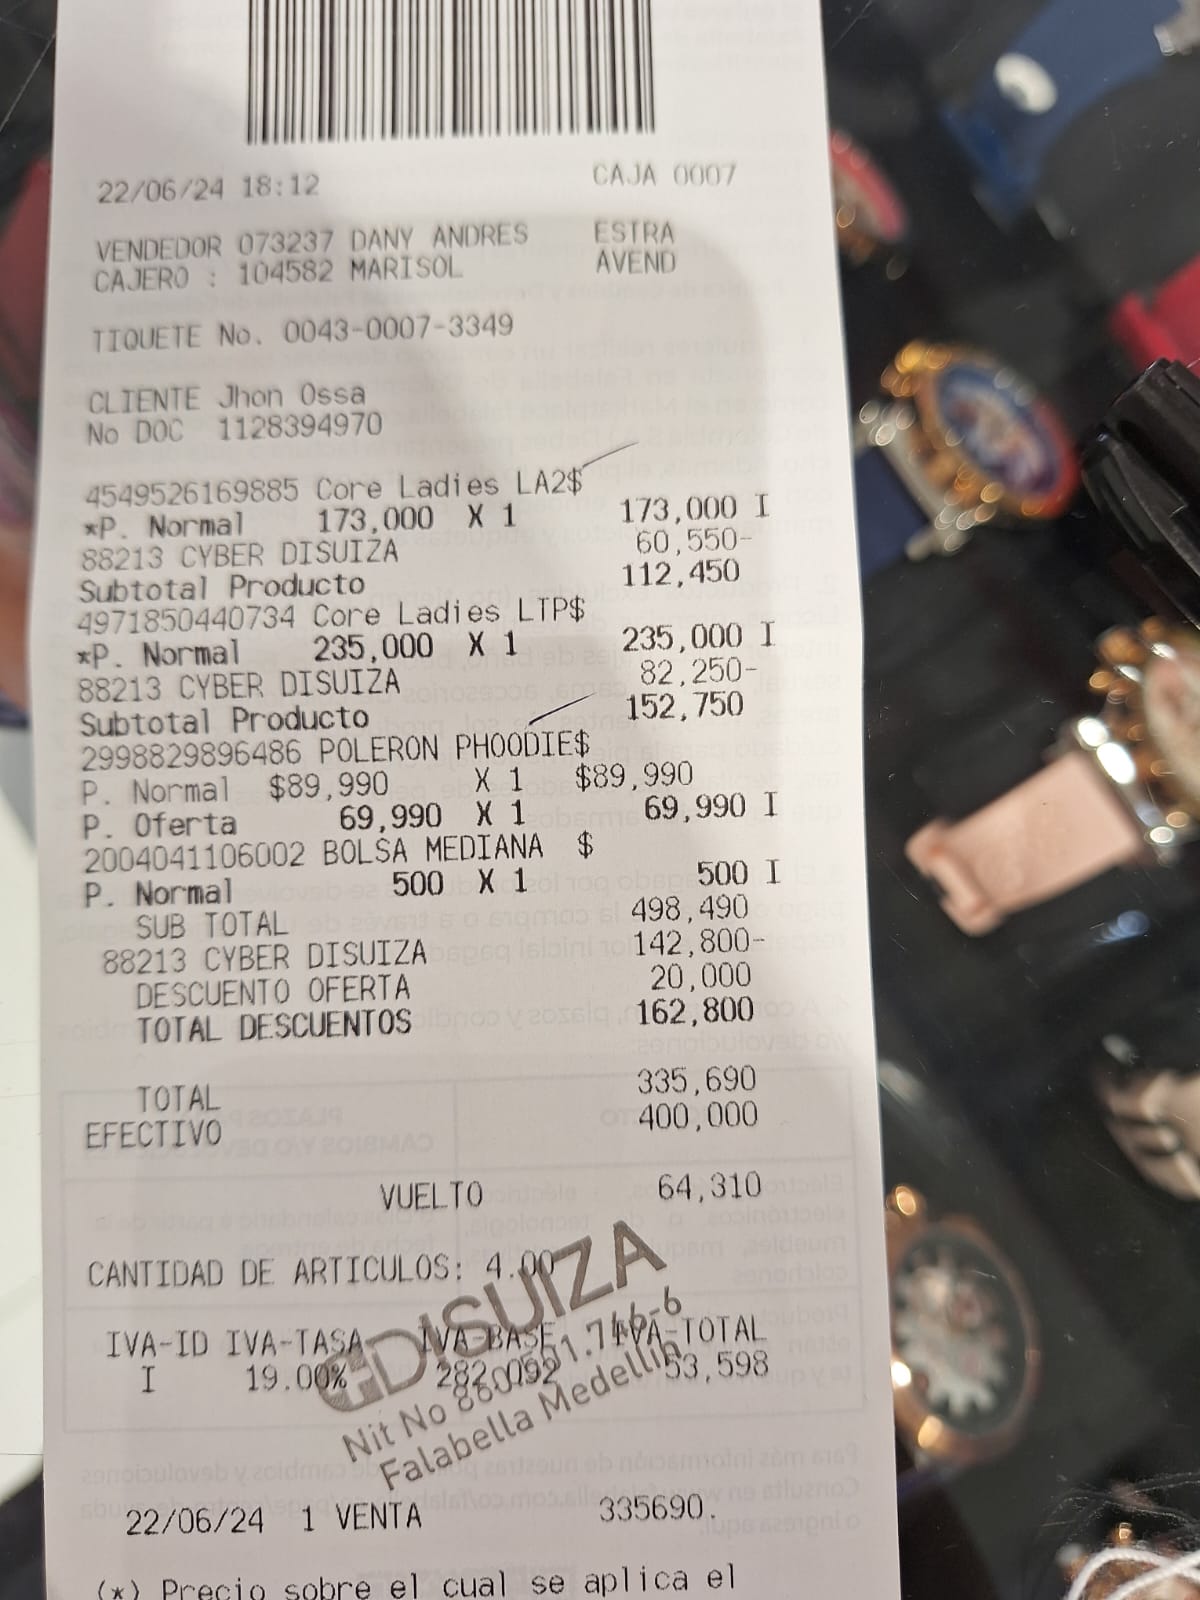 22/06/24 18:12 CAJA 0007
VENDEDOR 073237 DANY ANDRES ESTRA
CAJERO : 104582 MARISOL AVEND
TIQUETE No. 0043-0007-3349
CLIENTE Jhon Ossa
No DOC 1128394970
4549526169885 Core Ladies LA2$
*P. Normal 173,000 X 1 173,000 I
88213 CYBER DISUIZA 60,550-
Subtotal Producto 112,450
4971850440734 Core Ladies LTP$
*P. Normal 235,000 X 1 235,000 I
88213 CYBER DISUIZA 82,250-
Subtotal Producto 152,750
2998829896486 POLERON PHOODIE$
P. Normal $89,990 X 1 $89,990
P. Oferta 69,990 X 1 69,990 I
2004041106002 BOLSA MEDIANA $
P. Normal 500 X 1 500 I
SUB TOTAL 498,490
88213 CYBER DISUIZA 142,800-
DESCUENTO OFERTA 20,000
TOTAL DESCUENTOS 162,800
TOTAL 335,690
EFECTIVO 400,000
VUELTO 64,310
CANTIDAD DE ARTICULOS: 4.00
IVA-ID IVA-TASA IVA-BASE IVA-TOTAL
I 19.00% 282,092 53,598
DISUIZA
Nit No 746-6
Falabella Medellin
22/06/24 1 VENTA 335690.
(*) Precio sobre el cual se aplica el